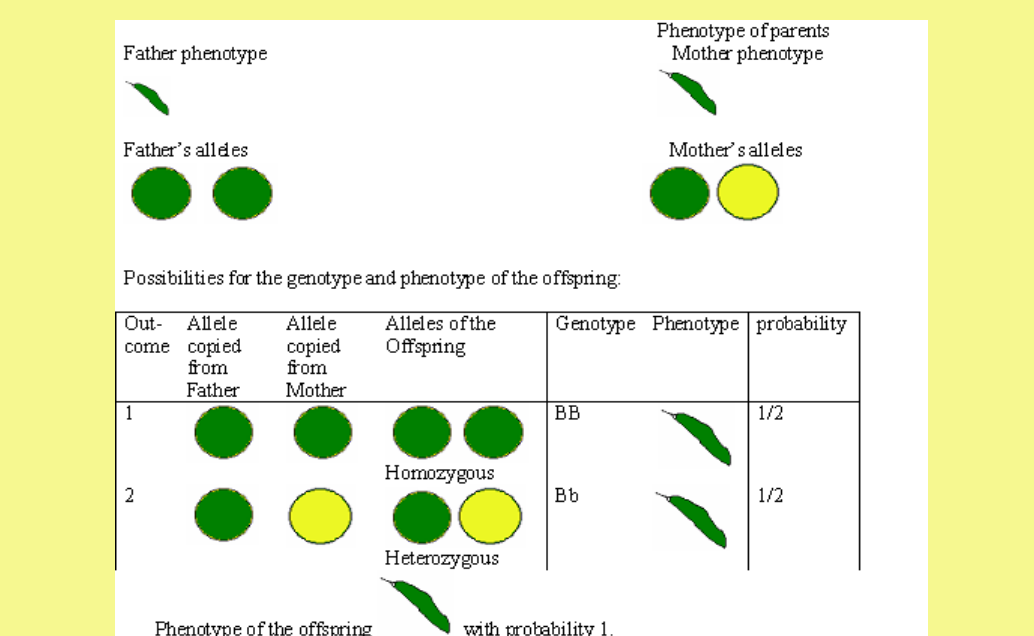 Phenotype of parents
Father phenotype Mother phenotype
Father's alleles Mother's alleles
Possibilities for the genotype and phenotype of the offspring:
Out- Allele Allele Alleles of the Genotype Phenotype probability
come copied copied Offspring
from from
Father Mother
1 BB 1/2
Homozygous
2 Bb 1/2
Heterozygous
Phenotype of the offspring with probability 1.